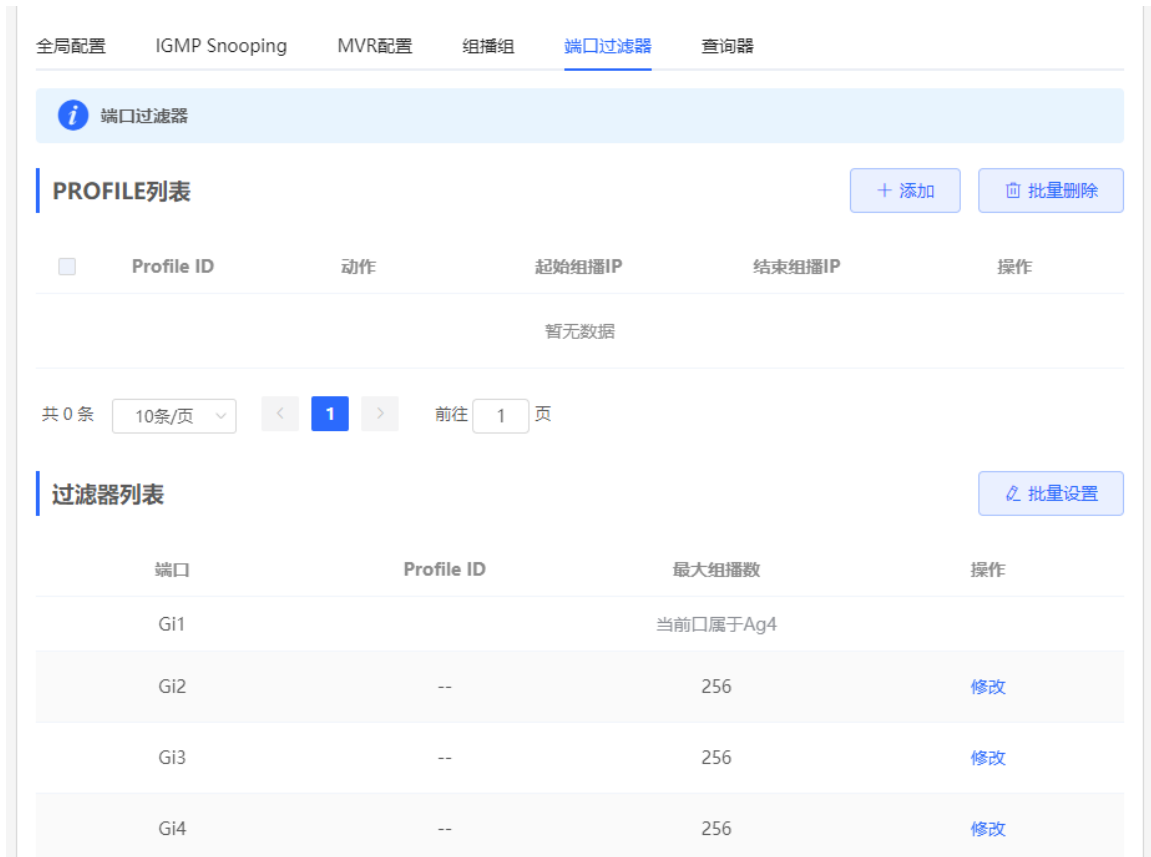 全局配置 IGMP Snooping MVR配置 组播组 端口过滤器 查询器
i 端口过滤器
PROFILE列表 + 添加 批量删除
Profile ID 动作 起始组播IP 结束组播IP 操作
暂无数据
共 0 条 10条/页 < 1 > 前往 1 页
过滤器列表 批量设置
端口 Profile ID 最大组播数 操作
Gi1 当前口属于Ag4
Gi2 -- 256 修改
Gi3 -- 256 修改
Gi4 -- 256 修改